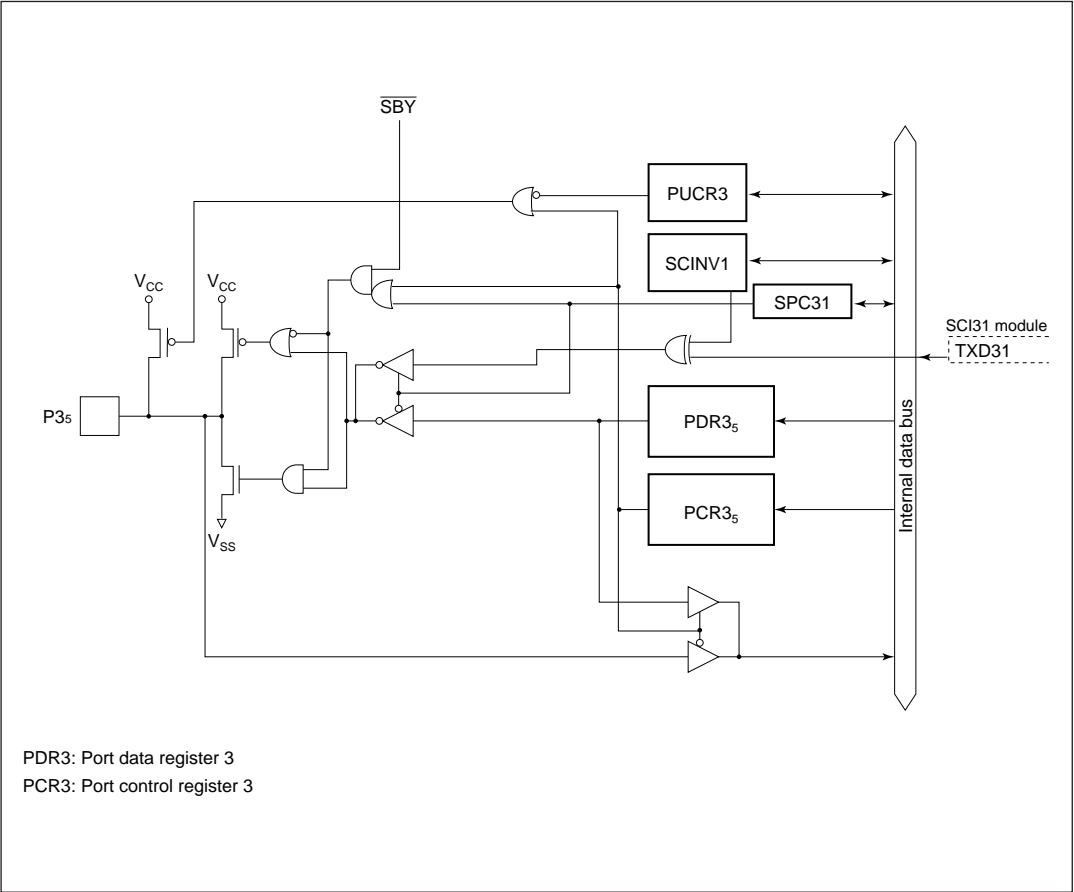 SBY
PUCR3
SCINV1
VCC
VCC
SPC31
SCI31 module
TXD31
P35
PDR35
PCR35
Internal data bus
VSS
PDR3: Port data register 3
PCR3: Port control register 3